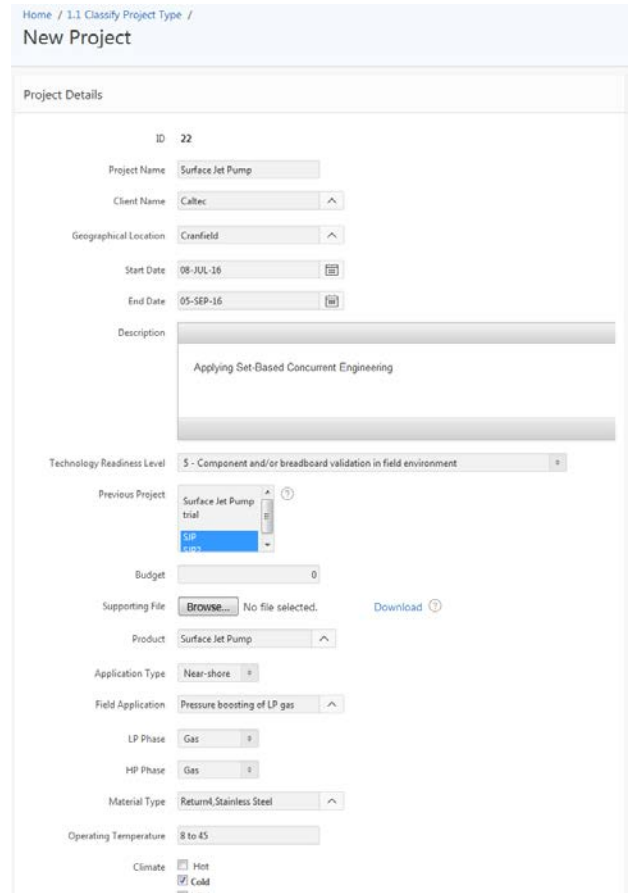 Home / 1.1 Classify Project Type /
New Project
Project Details
ID 22
Project Name Surface Jet Pump
Client Name Caltec
Geographical Location Cranfield
Start Date 08-JUL-16
End Date 05-SEP-16
Description
Applying Set-Based Concurrent Engineering
Technology Readiness Level 5 - Component and/or breadboard validation in field environment
Previous Project Surface Jet Pump
trial
SJP
SJP2
Budget 0
Supporting File Browse... No file selected. Download ?
Product Surface Jet Pump
Application Type Near-shore
Field Application Pressure boosting of LP gas
LP Phase Gas
HP Phase Gas
Material Type Return4,Stainless Steel
Operating Temperature 8 to 45
Climate Hot
Cold